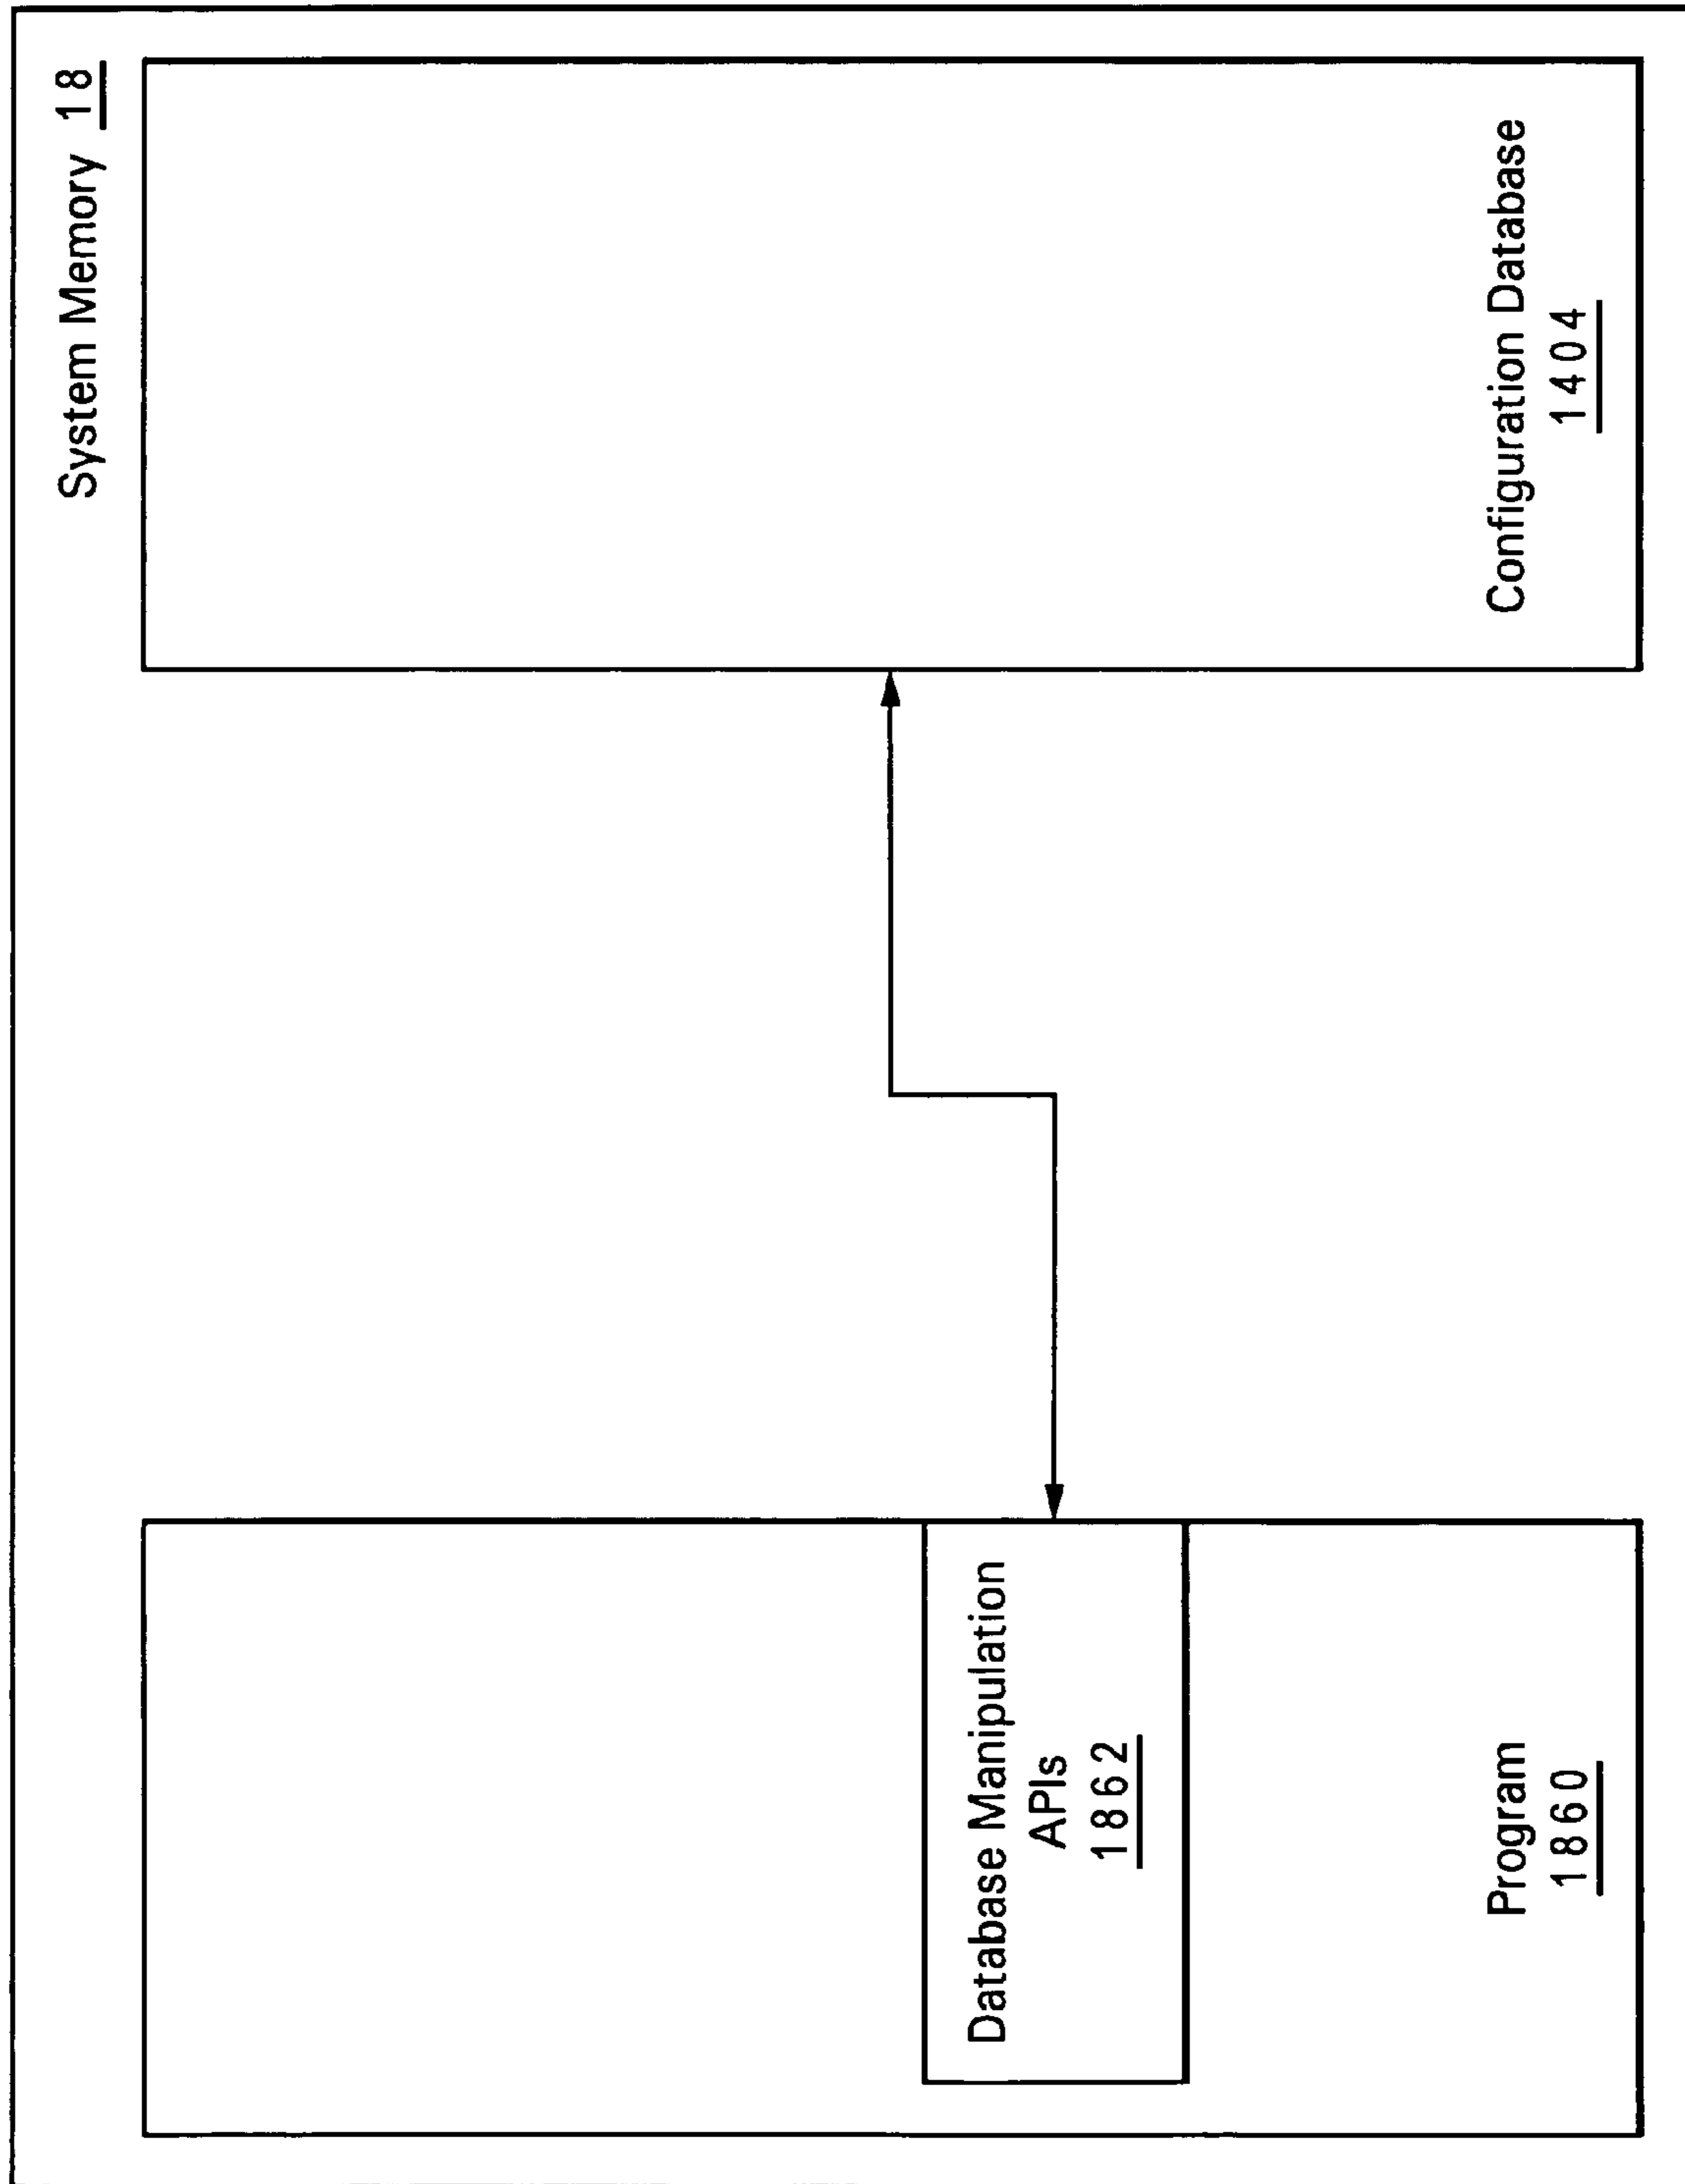 System Memory 18
Database Manipulation
APIs
1862
Program
1860
Configuration Database
1404